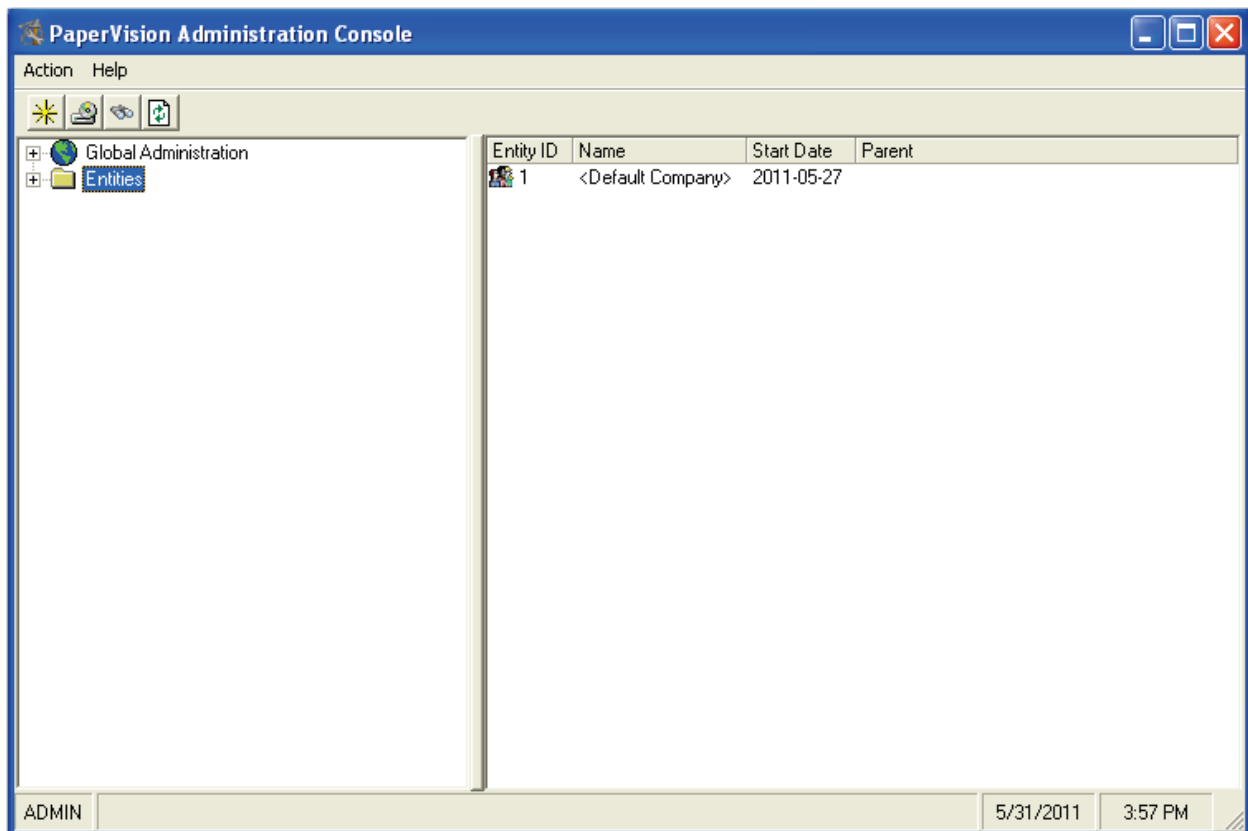 PaperVision Administration Console
Action Help
Global Administration
Entities
Entity ID Name Start Date Parent
1 <Default Company> 2011-05-27
ADMIN 5/31/2011 3:57 PM